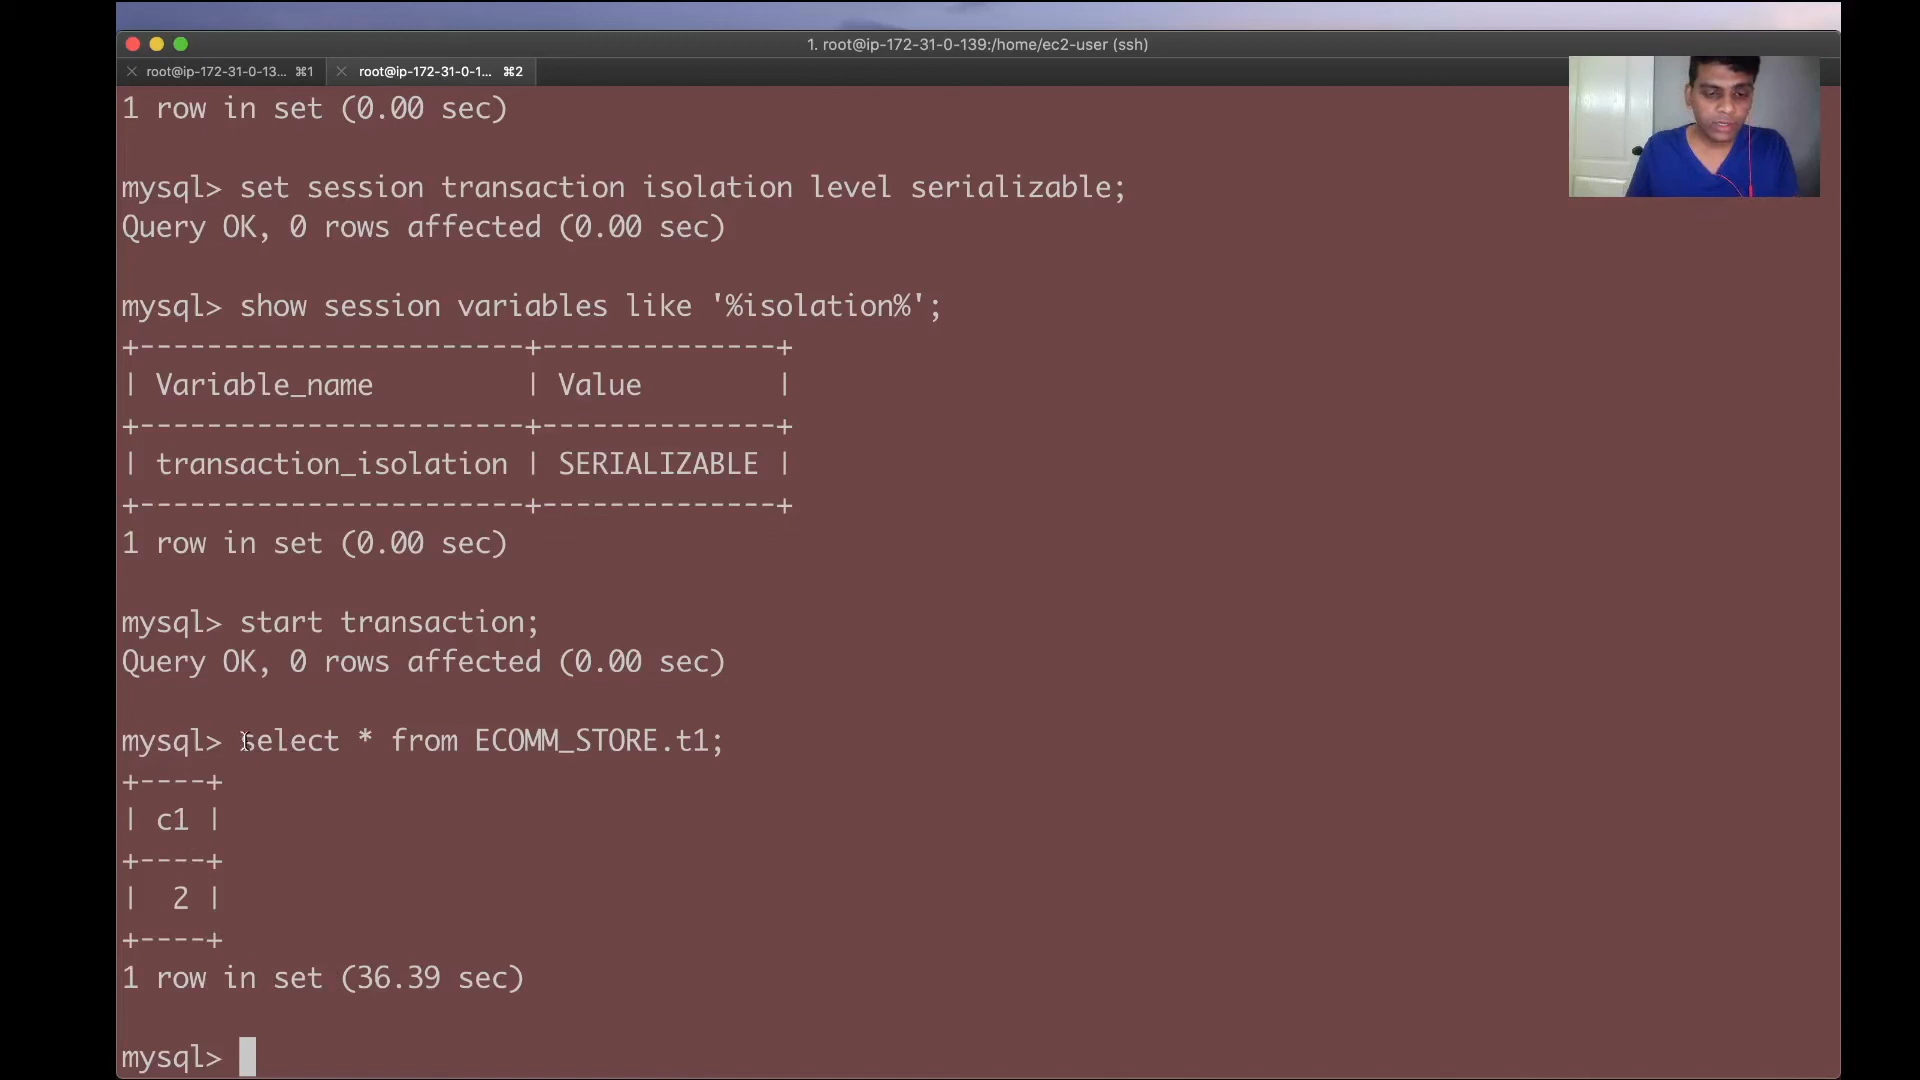 1. root@ip-172-31-0-139:/home/ec2-user (ssh)
root@ip-172-31-0-13... ⌘1
root@ip-172-31-0-1... ⌘2
1 row in set (0.00 sec)
mysql> set session transaction isolation level serializable;
Query OK, 0 rows affected (0.00 sec)
mysql> show session variables like '%isolation%';
+-----------------------+--------------+
| Variable_name         | Value        |
+-----------------------+--------------+
| transaction_isolation | SERIALIZABLE |
+-----------------------+--------------+
1 row in set (0.00 sec)
mysql> start transaction;
Query OK, 0 rows affected (0.00 sec)
mysql> select * from ECOMM_STORE.t1;
+----+
| c1 |
+----+
|  2 |
+----+
1 row in set (36.39 sec)
mysql>